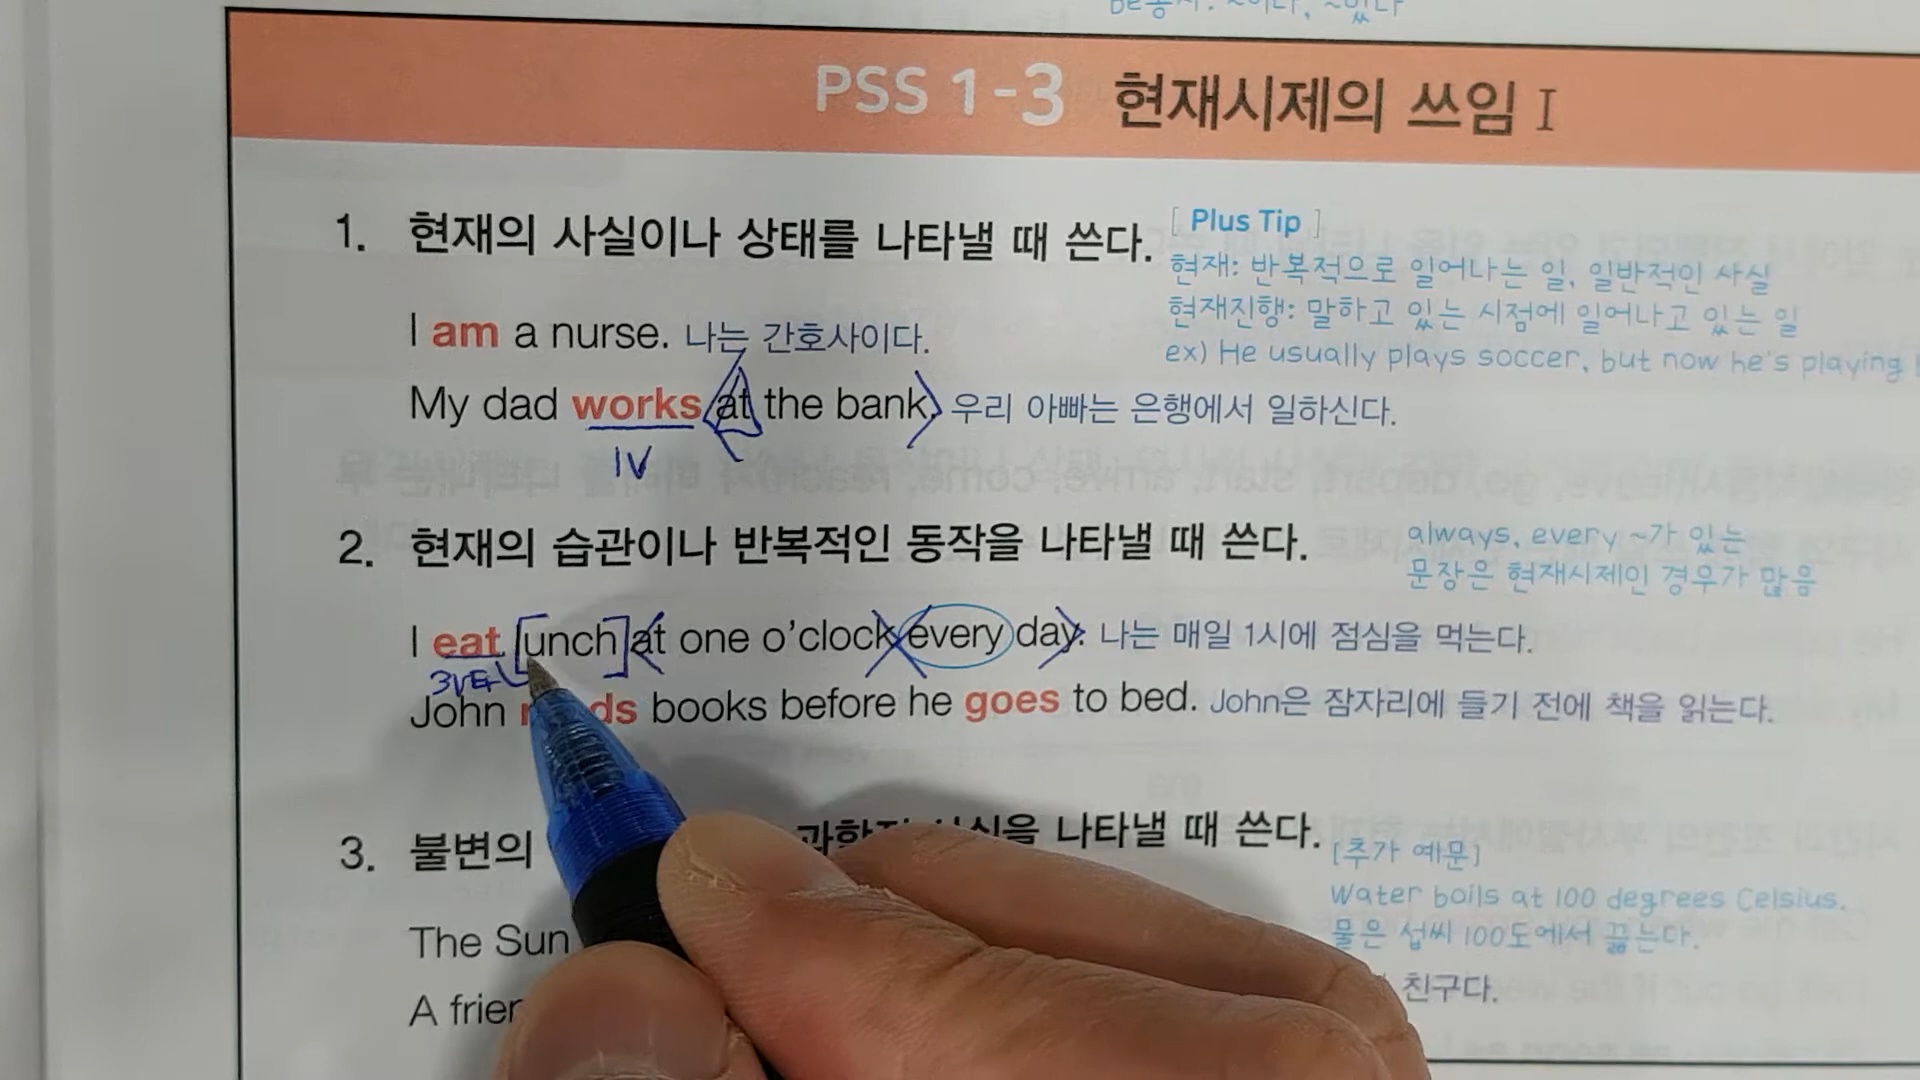 PSS 1-3 현재시제의 쓰임 I
1. 현재의 사실이나 상태를 나타낼 때 쓴다.
[ Plus Tip ]
현재: 반복적으로 일어나는 일, 일반적인 사실
현재진행: 말하고 있는 시점에 일어나고 있는 일
ex) He usually plays soccer, but now he's playing
I am a nurse. 나는 간호사이다.
My dad works at the bank. 우리 아빠는 은행에서 일하신다.
IV
2. 현재의 습관이나 반복적인 동작을 나타낼 때 쓴다.
always, every ~가 있는
문장은 현재시제인 경우가 많음
I eat lunch at one o'clock every day. 나는 매일 1시에 점심을 먹는다.
John books before he goes to bed. John은 잠자리에 들기 전에 책을 읽는다.
3. 불변의 나타낼 때 쓴다.
[추가 예문]
Water boils at 100 degrees Celsius.
물은 섭씨 100도에서 끓는다.
The Sun
친구다.